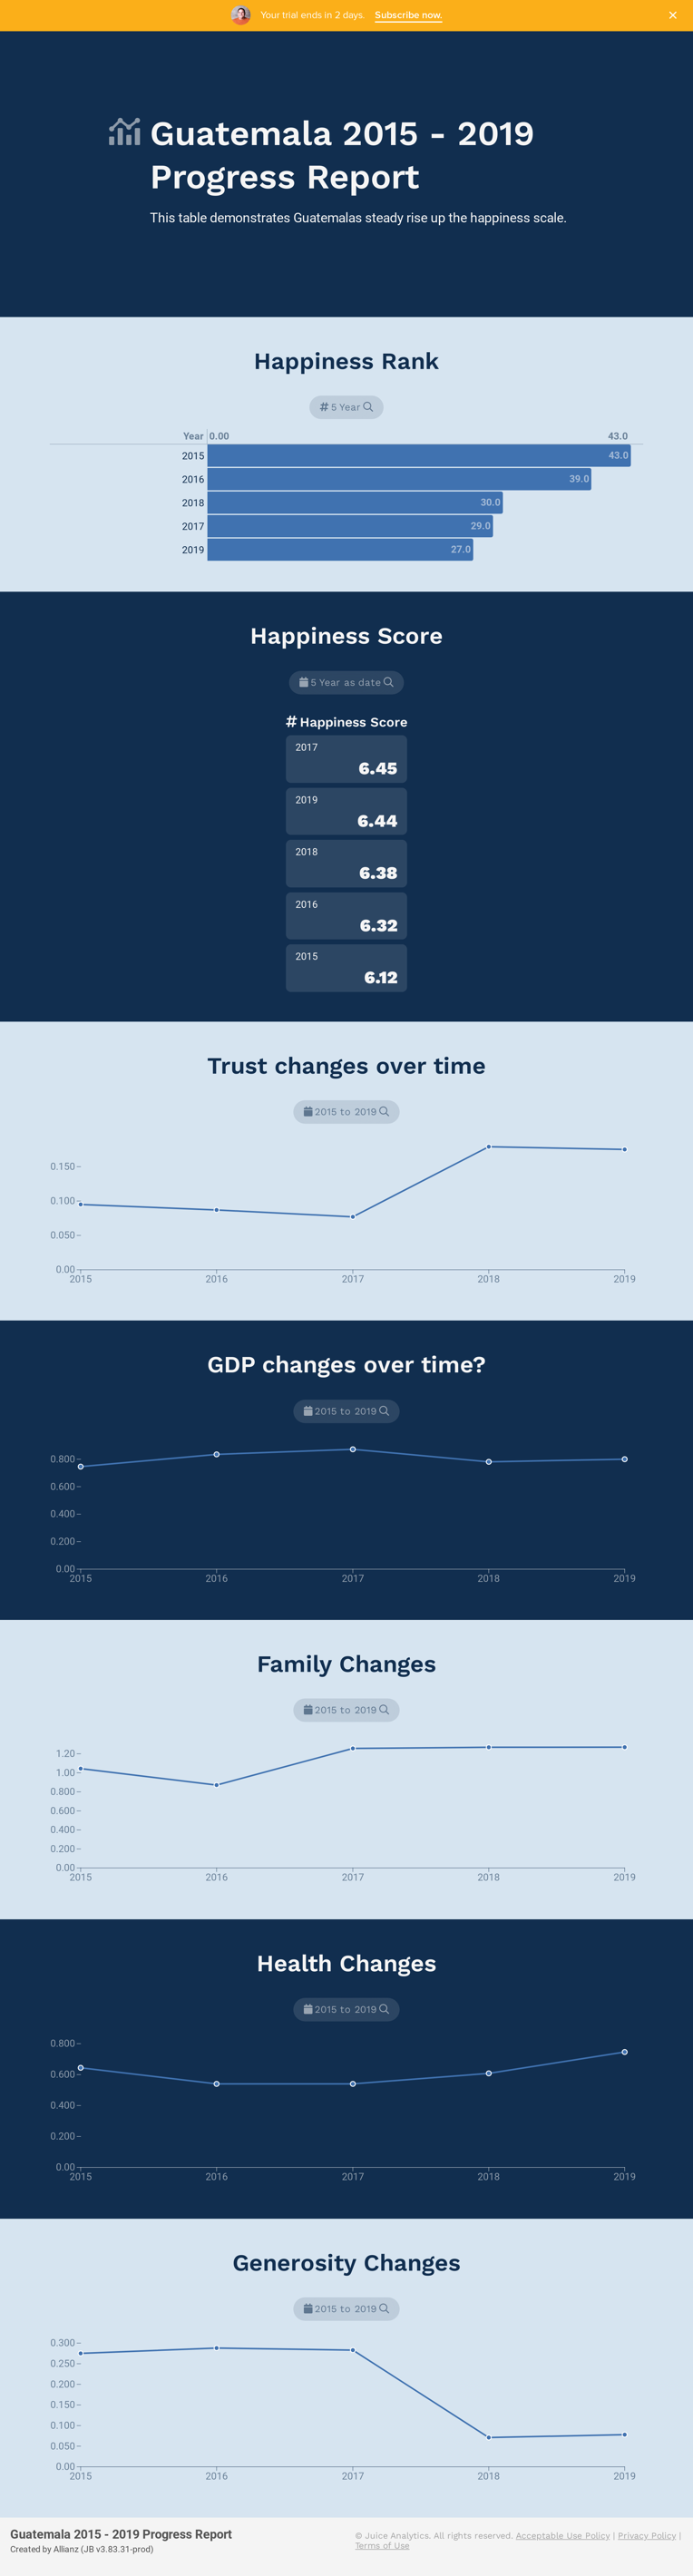 Your trial ends in 2 days. Subscribe now.
Guatemala 2015 - 2019
Progress Report
This table demonstrates Guatemalas steady rise up the happiness scale.
Happiness Rank
5 Year
Year 0.00 43.0
2015 43.0
2016 39.0
2018 30.0
2017 29.0
2019 27.0
Happiness Score
5 Year as date
# Happiness Score
2017
6.45
2019
6.44
2018
6.38
2016
6.32
2015
6.12
Trust changes over time
2015 to 2019
0.150
0.100
0.050
0.00
2015 2016 2017 2018 2019
GDP changes over time?
2015 to 2019
0.800
0.600
0.400
0.200
0.00
2015 2016 2017 2018 2019
Family Changes
2015 to 2019
1.20
1.00
0.800
0.600
0.400
0.200
0.00
2015 2016 2017 2018 2019
Health Changes
2015 to 2019
0.800
0.600
0.400
0.200
0.00
2015 2016 2017 2018 2019
Generosity Changes
2015 to 2019
0.300
0.250
0.200
0.150
0.100
0.050
0.00
2015 2016 2017 2018 2019
Guatemala 2015 - 2019 Progress Report
Created by Allianz (JB v3.83.31-prod)
© Juice Analytics. All rights reserved. Acceptable Use Policy | Privacy Policy |
Terms of Use